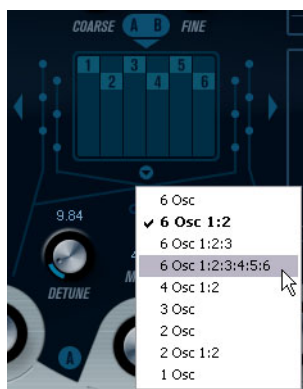 COARSE A B FINE
1 3 5
2 4 6
6 Osc
9.84
✓ 6 Osc 1:2
6 Osc 1:2:3
6 Osc 1:2:3:4:5:6
DETUNE
4 Osc 1:2
3 Osc
2 Osc
A
2 Osc 1:2
1 Osc